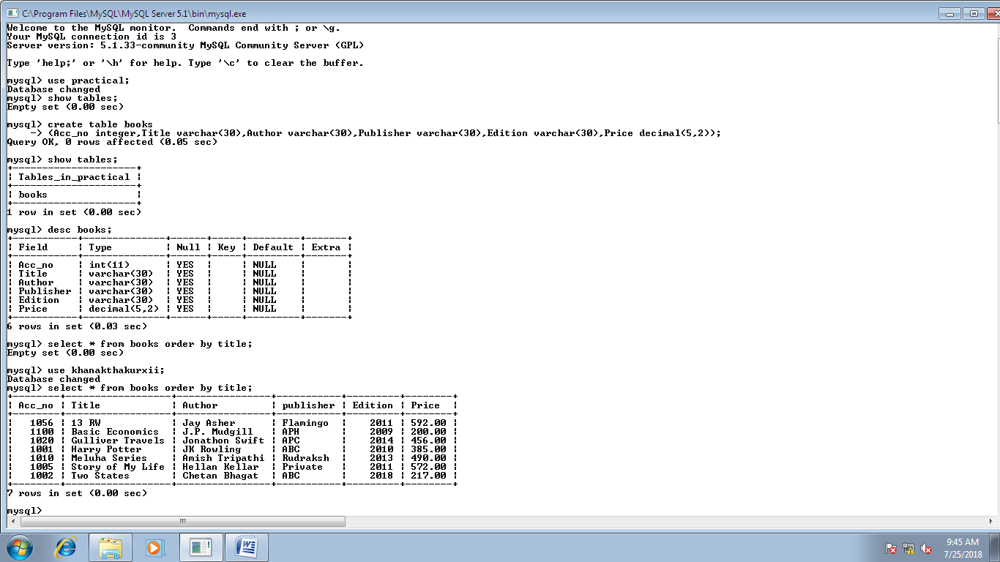 C:\Program Files\MySQL\MySQL Server 5.1\bin\mysql.exe
Welcome to the MySQL monitor.  Commands end with ; or \g.
Your MySQL connection id is 3
Server version: 5.1.33-community MySQL Community Server (GPL)

Type 'help;' or '\h' for help. Type '\c' to clear the buffer.

mysql> use practical;
Database changed
mysql> show tables;
Empty set (0.00 sec)

mysql> create table books
    -> (Acc_no integer,Title varchar(30),Author varchar(30),Publisher varchar(30),Edition varchar(30),Price decimal(5,2));
Query OK, 0 rows affected (0.05 sec)

mysql> show tables;
+---------------------+
| Tables_in_practical |
+---------------------+
| books               |
+---------------------+
1 row in set (0.00 sec)

mysql> desc books;
+-----------+--------------+------+-----+---------+-------+
| Field     | Type         | Null | Key | Default | Extra |
+-----------+--------------+------+-----+---------+-------+
| Acc_no    | int(11)      | YES  |     | NULL    |       |
| Title     | varchar(30)  | YES  |     | NULL    |       |
| Author    | varchar(30)  | YES  |     | NULL    |       |
| Publisher | varchar(30)  | YES  |     | NULL    |       |
| Edition   | varchar(30)  | YES  |     | NULL    |       |
| Price     | decimal(5,2) | YES  |     | NULL    |       |
+-----------+--------------+------+-----+---------+-------+
6 rows in set (0.03 sec)

mysql> select * from books order by title;
Empty set (0.00 sec)

mysql> use khanakthakurxii;
Database changed
mysql> select * from books order by title;
+--------+------------------+----------------+-----------+---------+--------+
| Acc_no | Title            | Author         | publisher | Edition | Price  |
+--------+------------------+----------------+-----------+---------+--------+
|   1056 | 13 RW            | Jay Asher      | Flamingo  |    2011 | 592.00 |
|   1100 | Basic Economics  | J.P. Mudgill   | APH       |    2009 | 200.00 |
|   1020 | Gulliver Travels | Jonathon Swift | APC       |    2014 | 456.00 |
|   1001 | Harry Potter     | JK Rowling     | ABC       |    2010 | 385.00 |
|   1010 | Meluha Series    | Amish Tripathi | Rudraksh  |    2013 | 490.00 |
|   1005 | Story of My Life | Hellan Kellar  | Private   |    2011 | 572.00 |
|   1002 | Two States       | Chetan Bhagat  | ABC       |    2018 | 217.00 |
+--------+------------------+----------------+-----------+---------+--------+
7 rows in set (0.00 sec)

mysql>
9:45 AM
7/25/2018